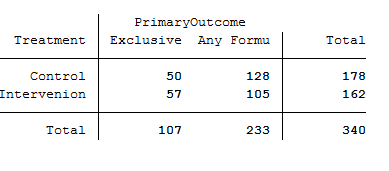 PrimaryOutcome
Treatment Exclusive Any Formu Total
Control 50 128 178
Intervenion 57 105 162
Total 107 233 340